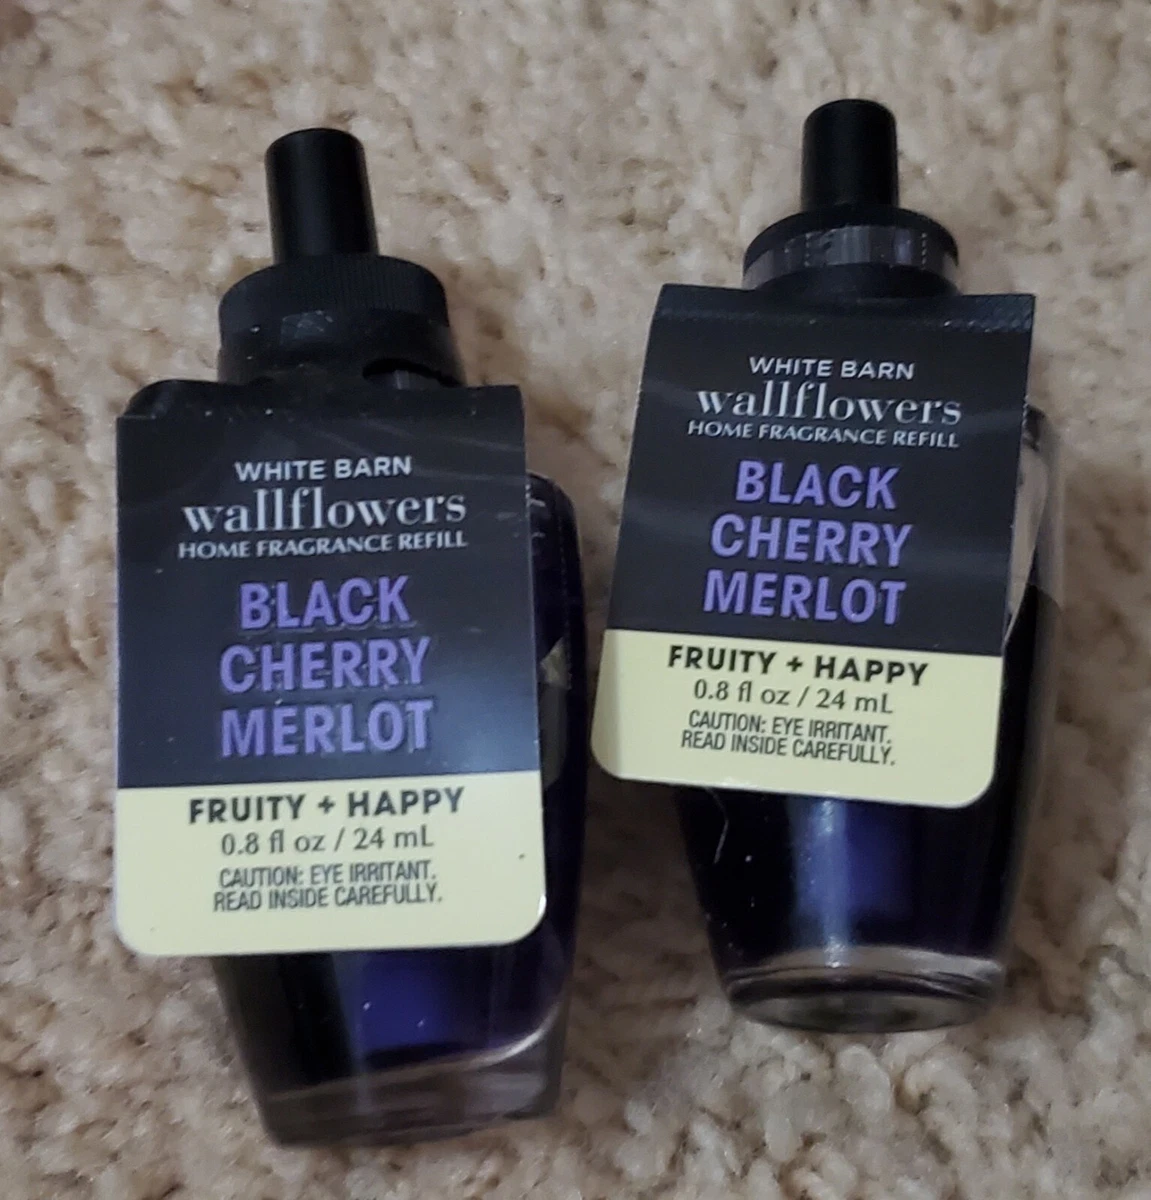 WHITE BARN
wallflowers
HOME FRAGRANCE REFILL
BLACK
CHERRY
MERLOT
FRUITY + HAPPY
0.8 fl oz / 24 mL
CAUTION: EYE IRRITANT.
READ INSIDE CAREFULLY.
WHITE BARN
wallflowers
HOME FRAGRANCE REFILL
BLACK
CHERRY
MERLOT
FRUITY + HAPPY
0.8 fl oz / 24 mL
CAUTION: EYE IRRITANT.
READ INSIDE CAREFULLY.